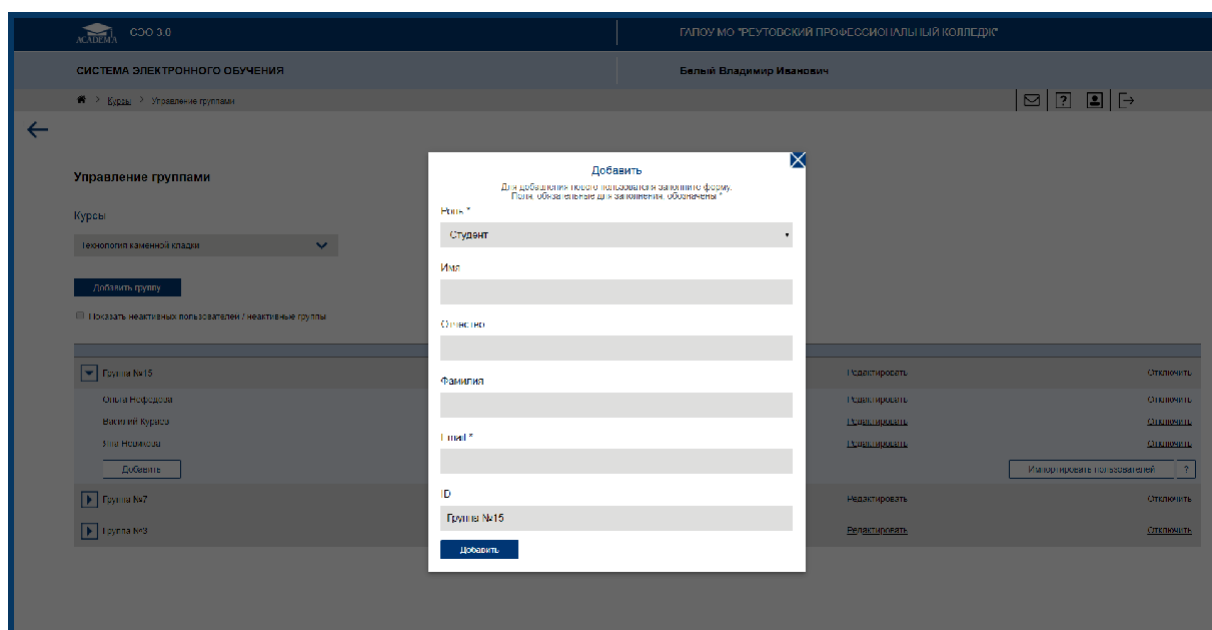 ACADEMIA СЭО 3.0
ГАПОУ МО "РЕУТОВСКИЙ ПРОФЕССИОНАЛЬНЫЙ КОЛЛЕДЖ"
СИСТЕМА ЭЛЕКТРОННОГО ОБУЧЕНИЯ
Белый Владимир Иванович
> Курсы > Управление группами
?
Управление группами
Курсы
Технология каменной кладки
Добавить группу
Показать неактивных пользователей / неактивные группы
Добавить
Для добавления нового пользователя заполните форму.
Поля, обязательные для заполнения, обозначены *
Роль *
Студент
Имя
Отчество
Фамилия
Email *
ID
Группа №15
Добавить
Группа №15 Редактировать Отключить
Ольга Нефедова Редактировать Отключить
Василий Курасов Редактировать Отключить
Яна Новикова Редактировать Отключить
Добавить Импортировать пользователей ?
Группа №7 Редактировать Отключить
Группа №3 Редактировать Отключить